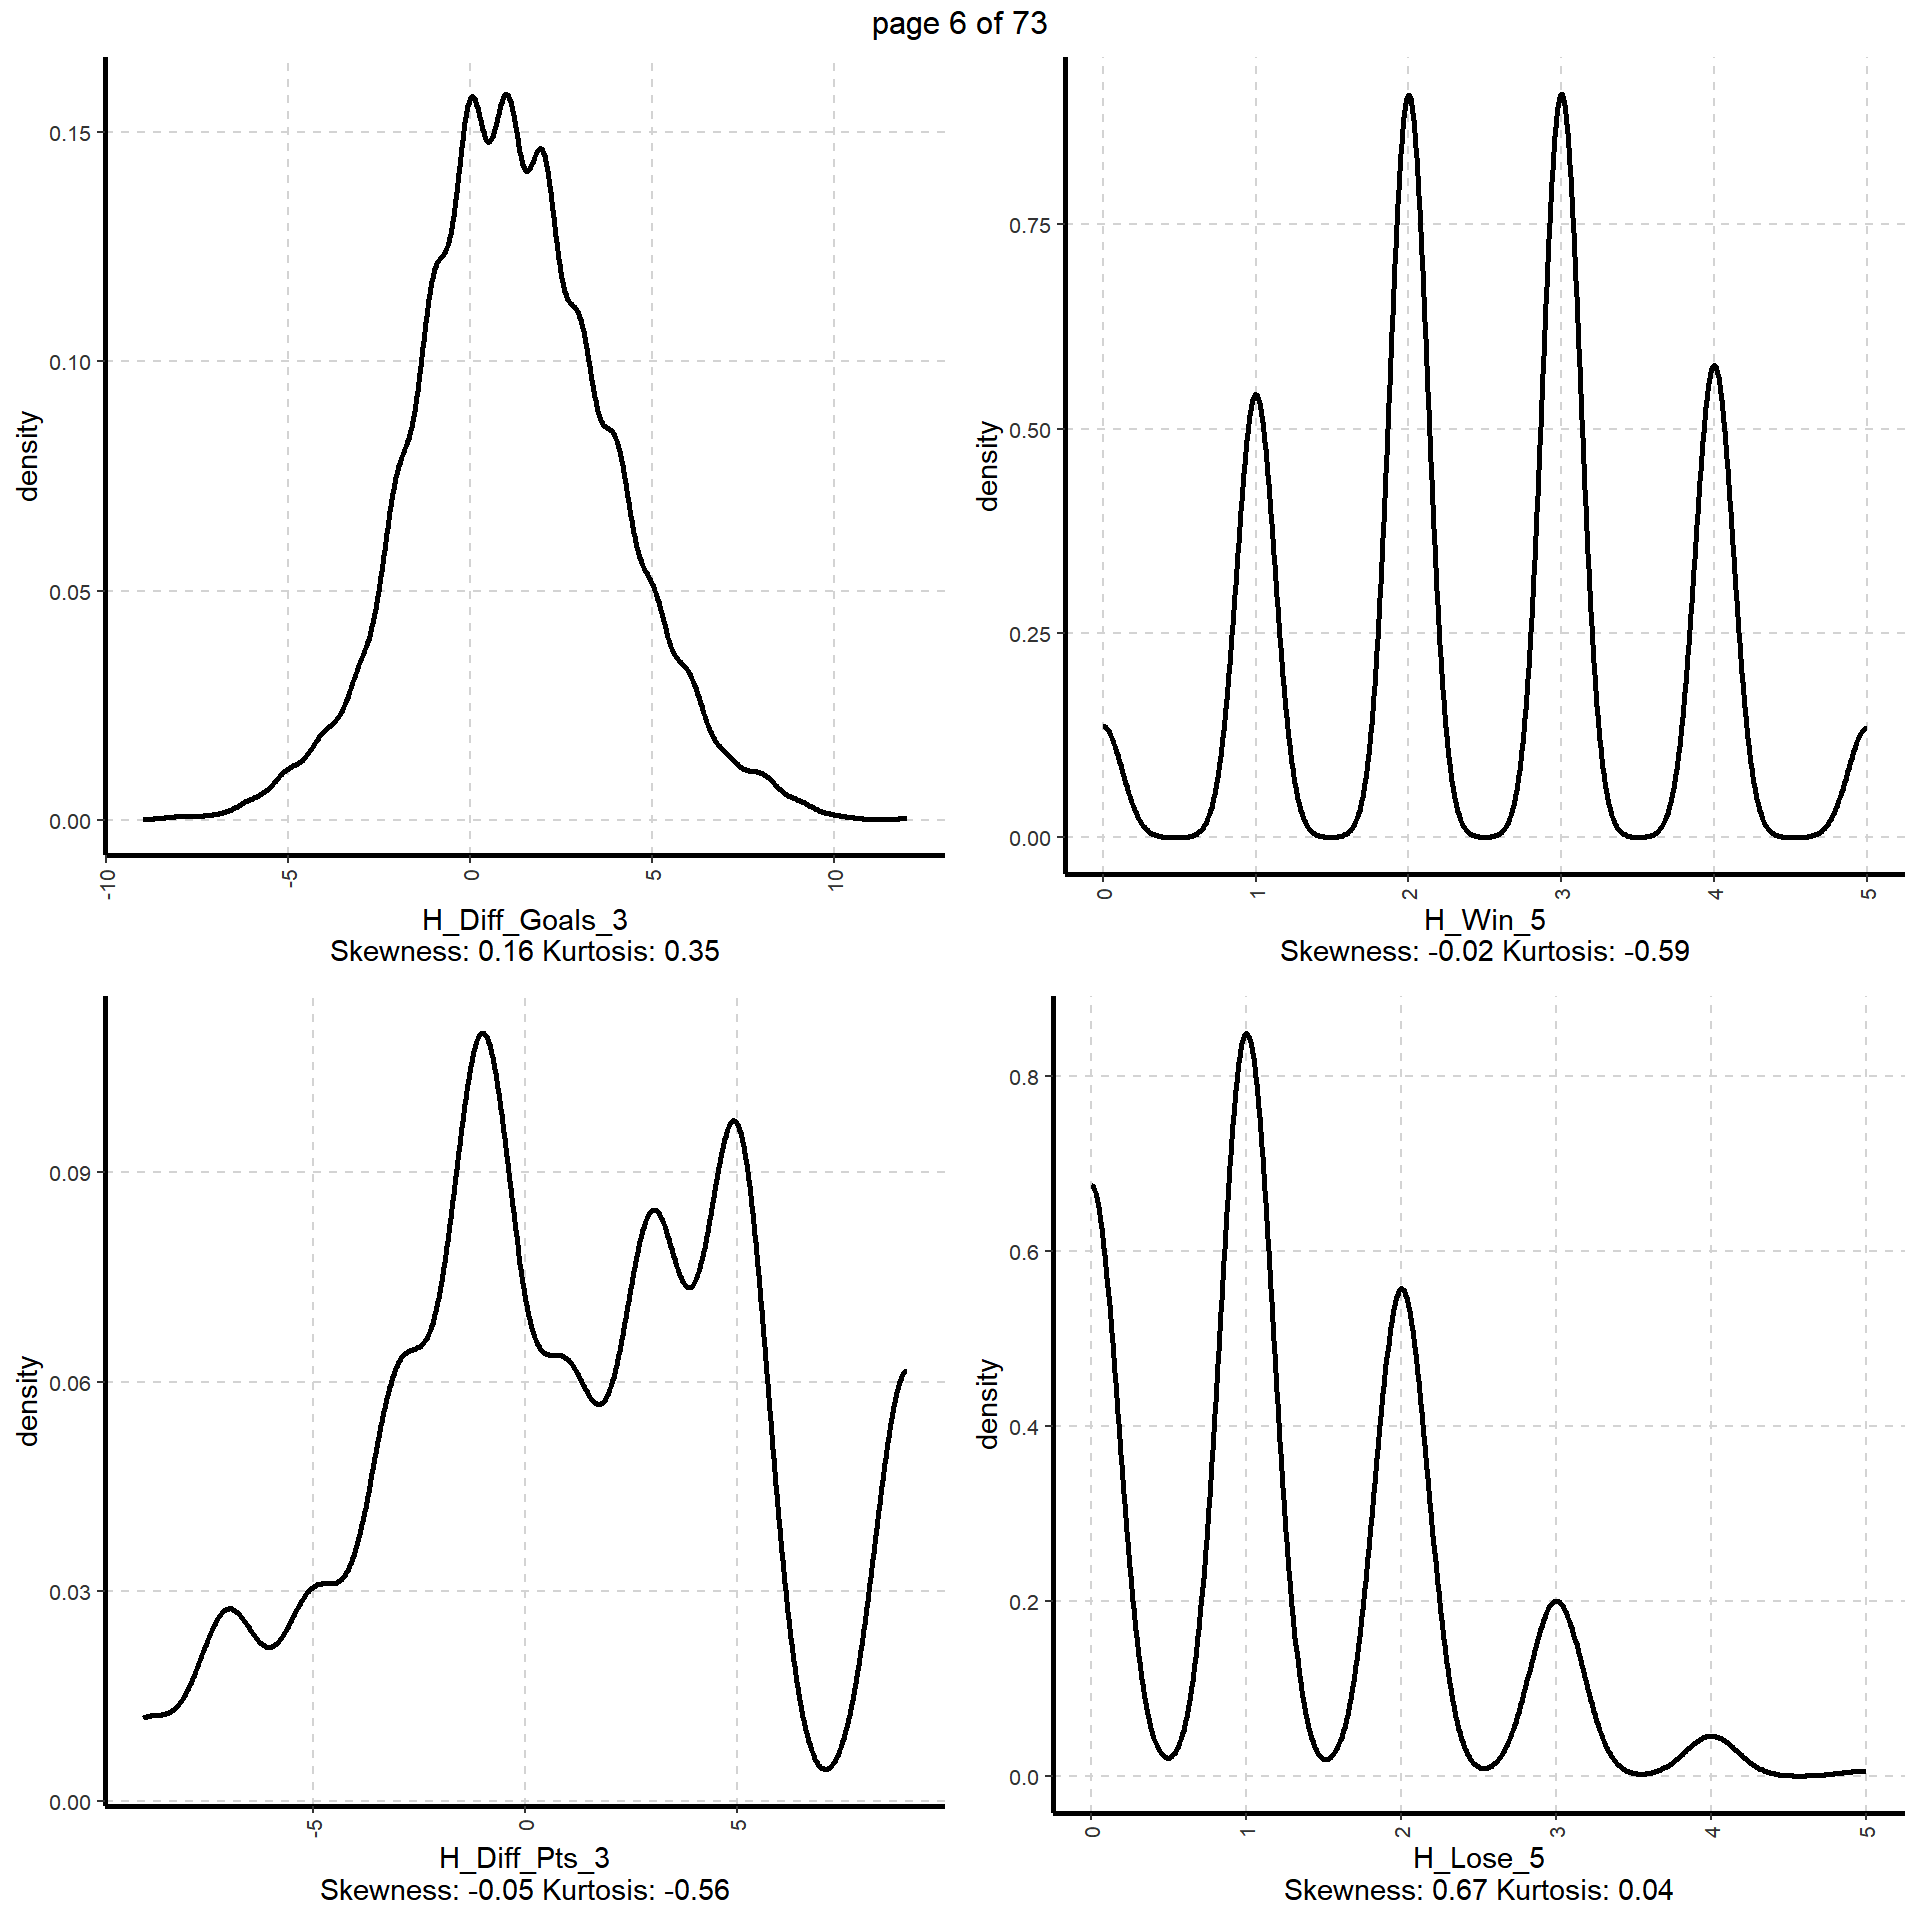 page 6 of 73
density
0.15
0.10
0.05
0.00
-10
-5
0
5
10
H_Diff_Goals_3
Skewness: 0.16 Kurtosis: 0.35
density
0.75
0.50
0.25
0.00
0
1
2
3
4
5
H_Win_5
Skewness: -0.02 Kurtosis: -0.59
density
0.09
0.06
0.03
0.00
-5
0
5
H_Diff_Pts_3
Skewness: -0.05 Kurtosis: -0.56
density
0.8
0.6
0.4
0.2
0.0
0
1
2
3
4
5
H_Lose_5
Skewness: 0.67 Kurtosis: 0.04